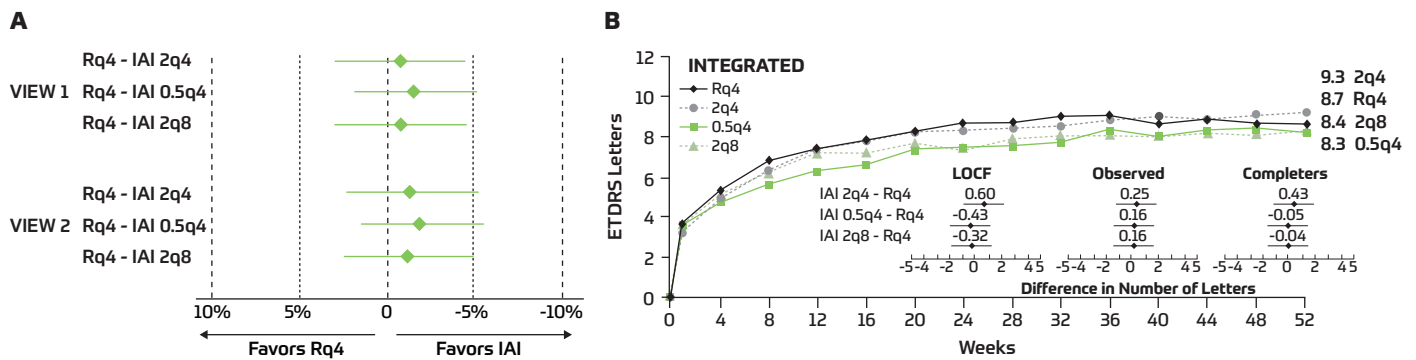 A
Rq4 - IAI 2q4
VIEW 1 Rq4 - IAI 0.5q4
Rq4 - IAI 2q8
Rq4 - IAI 2q4
VIEW 2 Rq4 - IAI 0.5q4
Rq4 - IAI 2q8
10% 5% 0 -5% -10%
Favors Rq4 Favors IAI
B
ETDRS Letters
12
10
8
6
4
2
0
INTEGRATED
Rq4
2q4
0.5q4
2q8
9.3 2q4
8.7 Rq4
8.4 2q8
8.3 0.5q4
LOCF Observed Completers
IAI 2q4 - Rq4 0.60 0.25 0.43
IAI 0.5q4 - Rq4 -0.43 0.16 -0.05
IAI 2q8 - Rq4 -0.32 0.16 -0.04
-5-4 -2 0 2 45 -5-4 -2 0 2 45 -5-4 -2 0 2 45
Difference in Number of Letters
0 4 8 12 16 20 24 28 32 36 40 44 48 52
Weeks